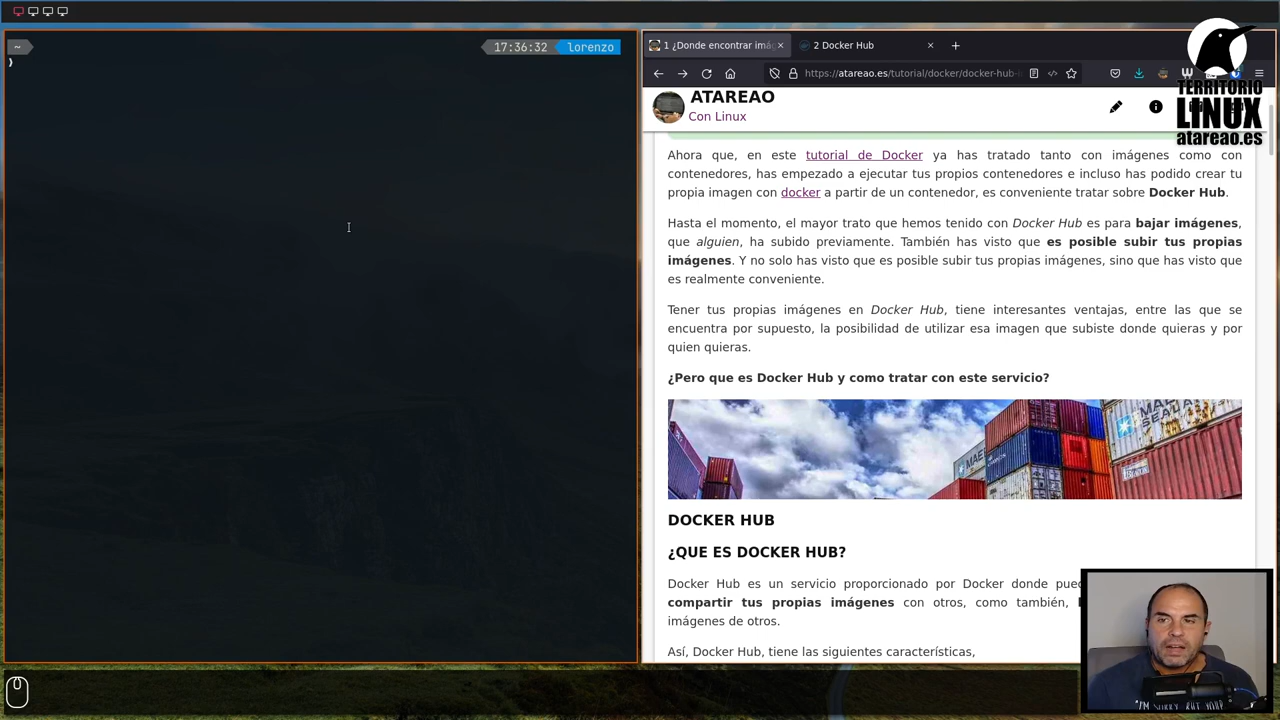 ~
17:36:32
lorenzo
1 ¿Donde encontrar imág
2 Docker Hub
https://atareao.es/tutorial/docker/docker-hub-
ATAREAO
Con Linux
TERRITORIO
LINUX
atareao.es
Ahora que, en este tutorial de Docker ya has tratado tanto con imágenes como con
contenedores, has empezado a ejecutar tus propios contenedores e incluso has podido crear tu
propia imagen con docker a partir de un contenedor, es conveniente tratar sobre Docker Hub.
Hasta el momento, el mayor trato que hemos tenido con Docker Hub es para bajar imágenes,
que alguien, ha subido previamente. También has visto que es posible subir tus propias
imágenes. Y no solo has visto que es posible subir tus propias imágenes, sino que has visto que
es realmente conveniente.
Tener tus propias imágenes en Docker Hub, tiene interesantes ventajas, entre las que se
encuentra por supuesto, la posibilidad de utilizar esa imagen que subiste donde quieras y por
quien quieras.
¿Pero que es Docker Hub y como tratar con este servicio?
DOCKER HUB
¿QUE ES DOCKER HUB?
Docker Hub es un servicio proporcionado por Docker donde
compartir tus propias imágenes con otros, como también,
imágenes de otros.
Así, Docker Hub, tiene las siguientes características,